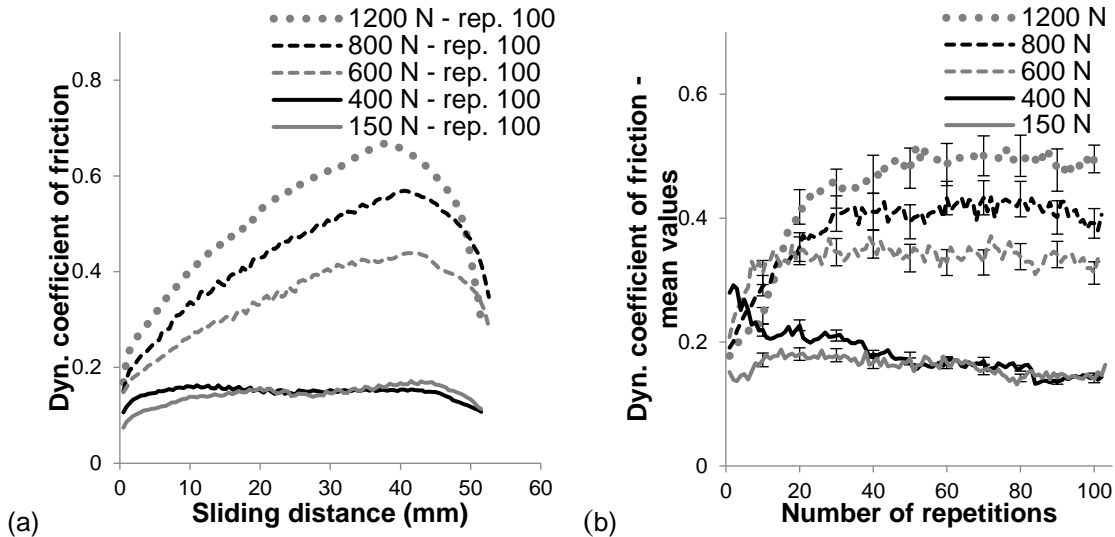 1200 N - rep. 100
800 N - rep. 100
600 N - rep. 100
400 N - rep. 100
150 N - rep. 100
Dyn. coefficient of friction
0.8
0.6
0.4
0.2
0
0 10 20 30 40 50 60
Sliding distance (mm)
(a)
1200 N
800 N
600 N
400 N
150 N
Dyn. coefficient of friction -
mean values
0.6
0.4
0.2
0
0 20 40 60 80 100
Number of repetitions
(b)